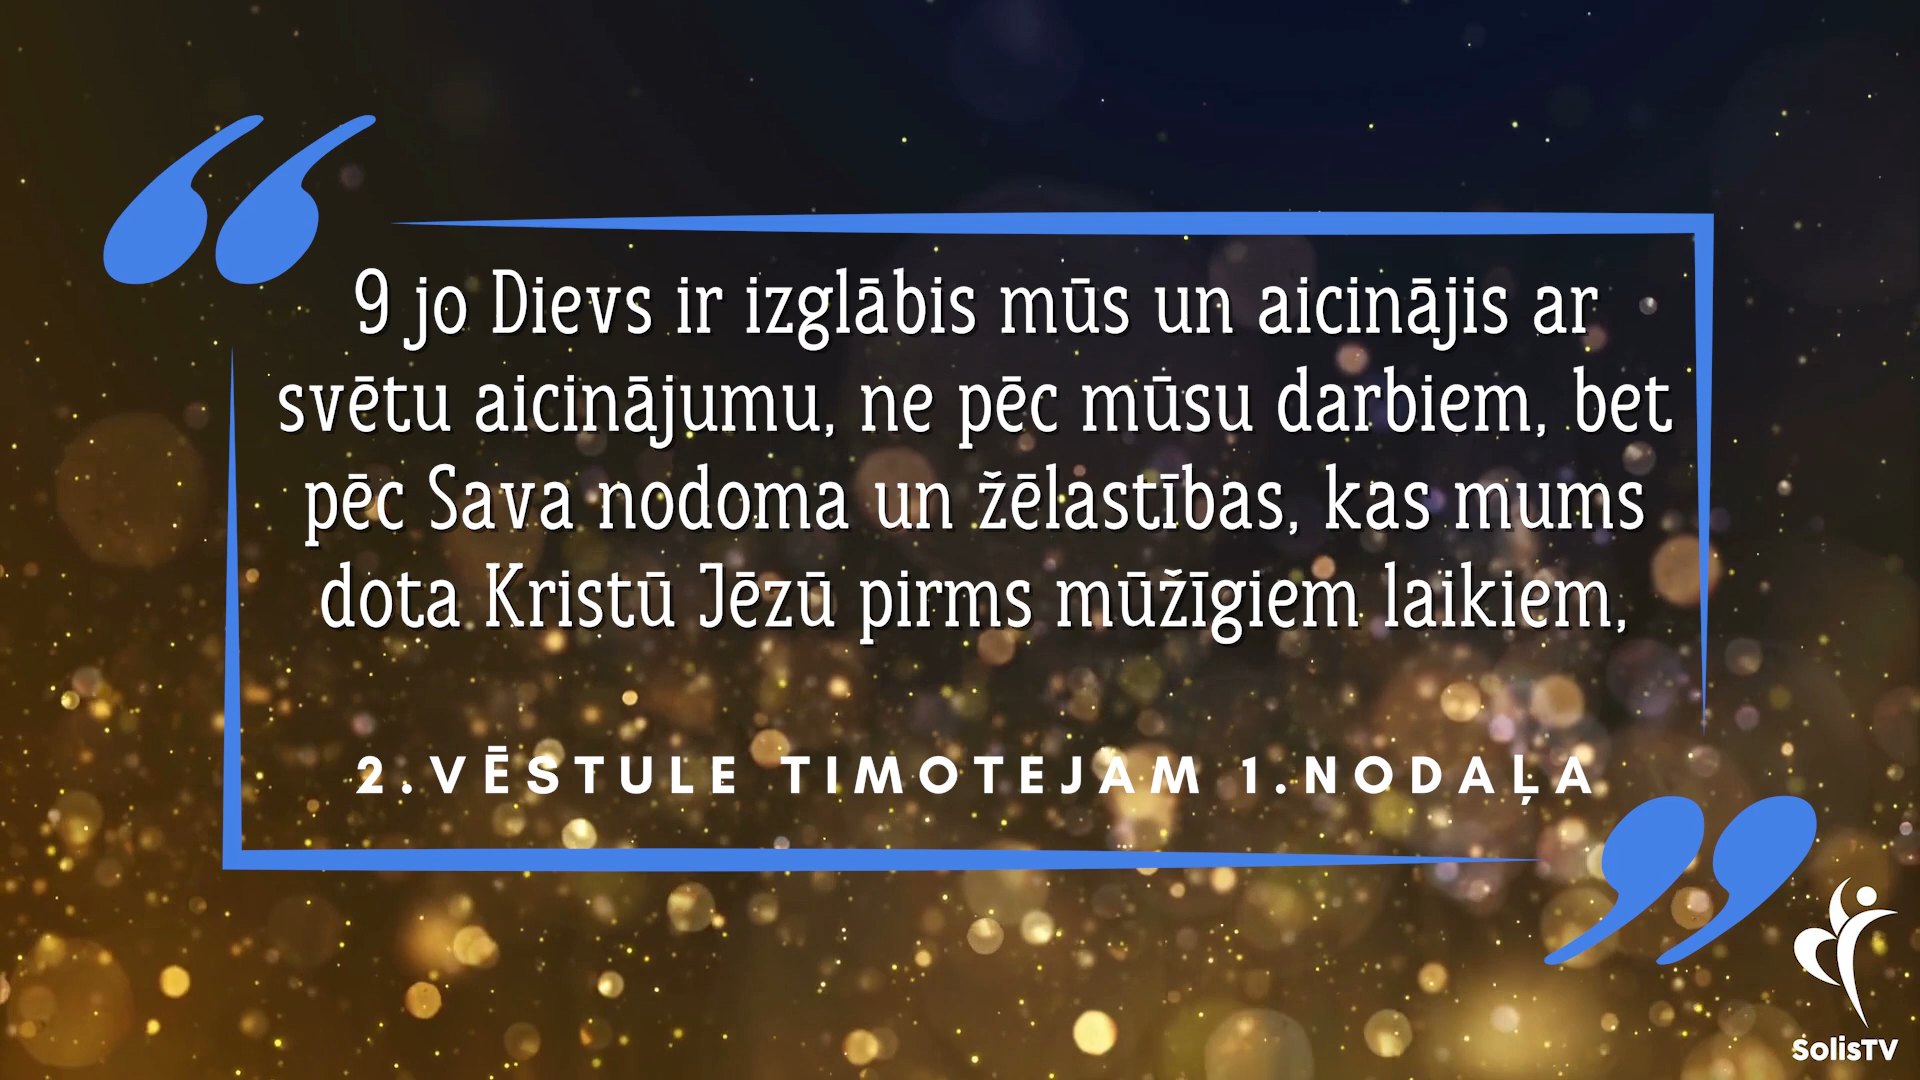 9 jo Dievs ir izglābis mūs un aicinājis ar
svētu aicinājumu, ne pēc mūsu darbiem, bet
pēc Sava nodoma un žēlastības, kas mums
dota Kristū Jēzū pirms mūžīgiem laikiem,
2.VĒSTULE TIMOTEJAM 1.NODAĻA
SolisTV